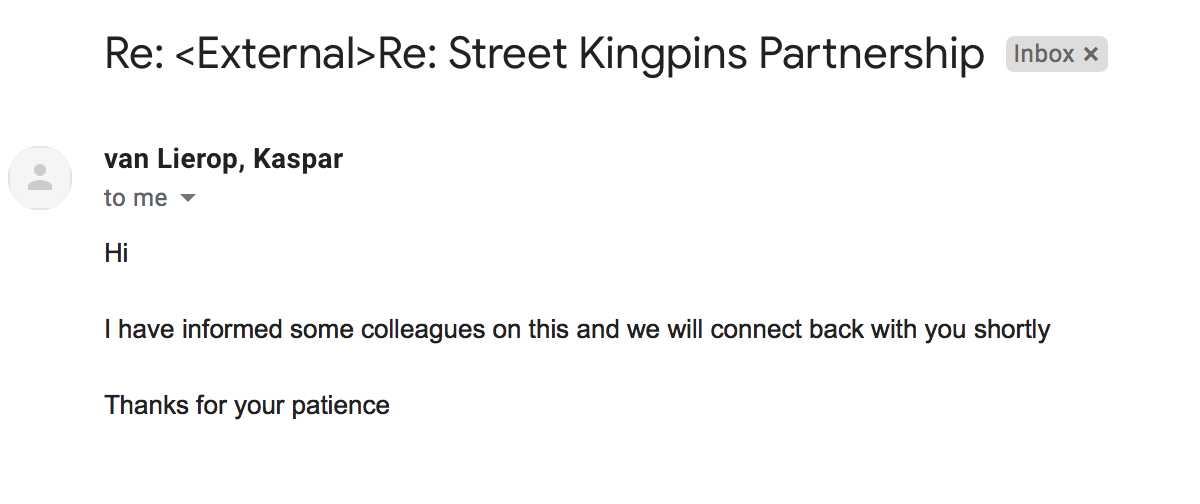 Re: <External>Re: Street Kingpins Partnership Inbox ×
van Lierop, Kaspar
to me
Hi
I have informed some colleagues on this and we will connect back with you shortly
Thanks for your patience